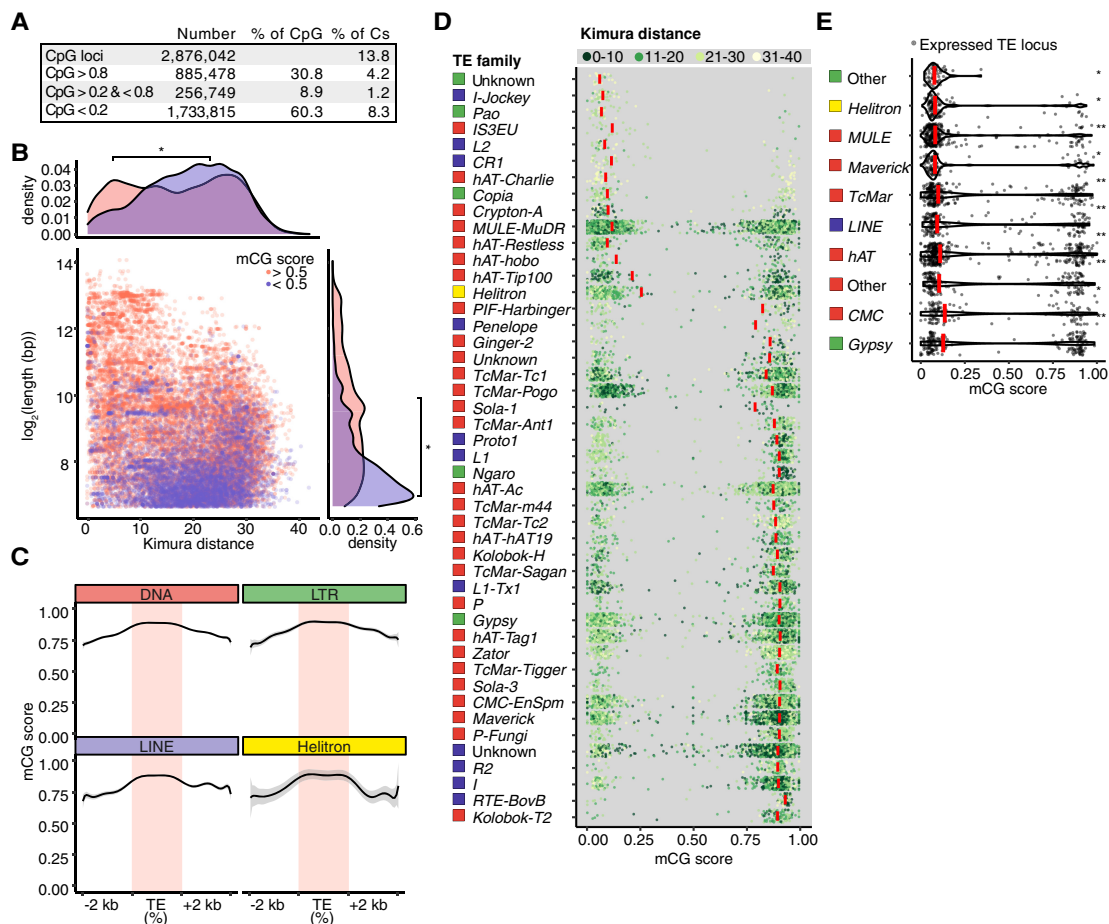 A
Number % of CpG % of Cs
CpG loci 2,876,042 13.8
CpG > 0.8 885,478 30.8 4.2
CpG > 0.2 & < 0.8 256,749 8.9 1.2
CpG < 0.2 1,733,815 60.3 8.3
B
*
0.04
0.03
0.02
0.01
0.00
density
mCG score
> 0.5
< 0.5
14
12
10
8
log2(length (bp))
0 10 20 30 40
Kimura distance
*
0.0 0.2 0.4 0.6
density
C
DNA LTR
1.00
0.75
0.50
0.25
0.00
LINE Helitron
1.00
0.75
0.50
0.25
0.00
mCG score
-2 kb TE (%) +2 kb -2 kb TE (%) +2 kb
D
Kimura distance
0-10 11-20 21-30 31-40
TE family
Unknown
I-Jockey
Pao
IS3EU
L2
CR1
hAT-Charlie
Copia
Crypton-A
MULE-MuDR
hAT-Restless
hAT-hobo
hAT-Tip100
Helitron
PIF-Harbinger
Penelope
Ginger-2
Unknown
TcMar-Tc1
TcMar-Pogo
Sola-1
TcMar-Ant1
Proto1
L1
Ngaro
hAT-Ac
TcMar-m44
TcMar-Tc2
hAT-hAT19
Kolobok-H
TcMar-Sagan
L1-Tx1
P
Gypsy
hAT-Tag1
Zator
TcMar-Tigger
Sola-3
CMC-EnSpm
Maverick
P-Fungi
Unknown
R2
I
RTE-BovB
Kolobok-T2
0.00 0.25 0.50 0.75 1.00
mCG score
E
Expressed TE locus
Other *
Helitron *
MULE **
Maverick *
TcMar **
LINE **
hAT **
Other **
CMC *
Gypsy **
0 0.25 0.50 0.75 1.00
mCG score